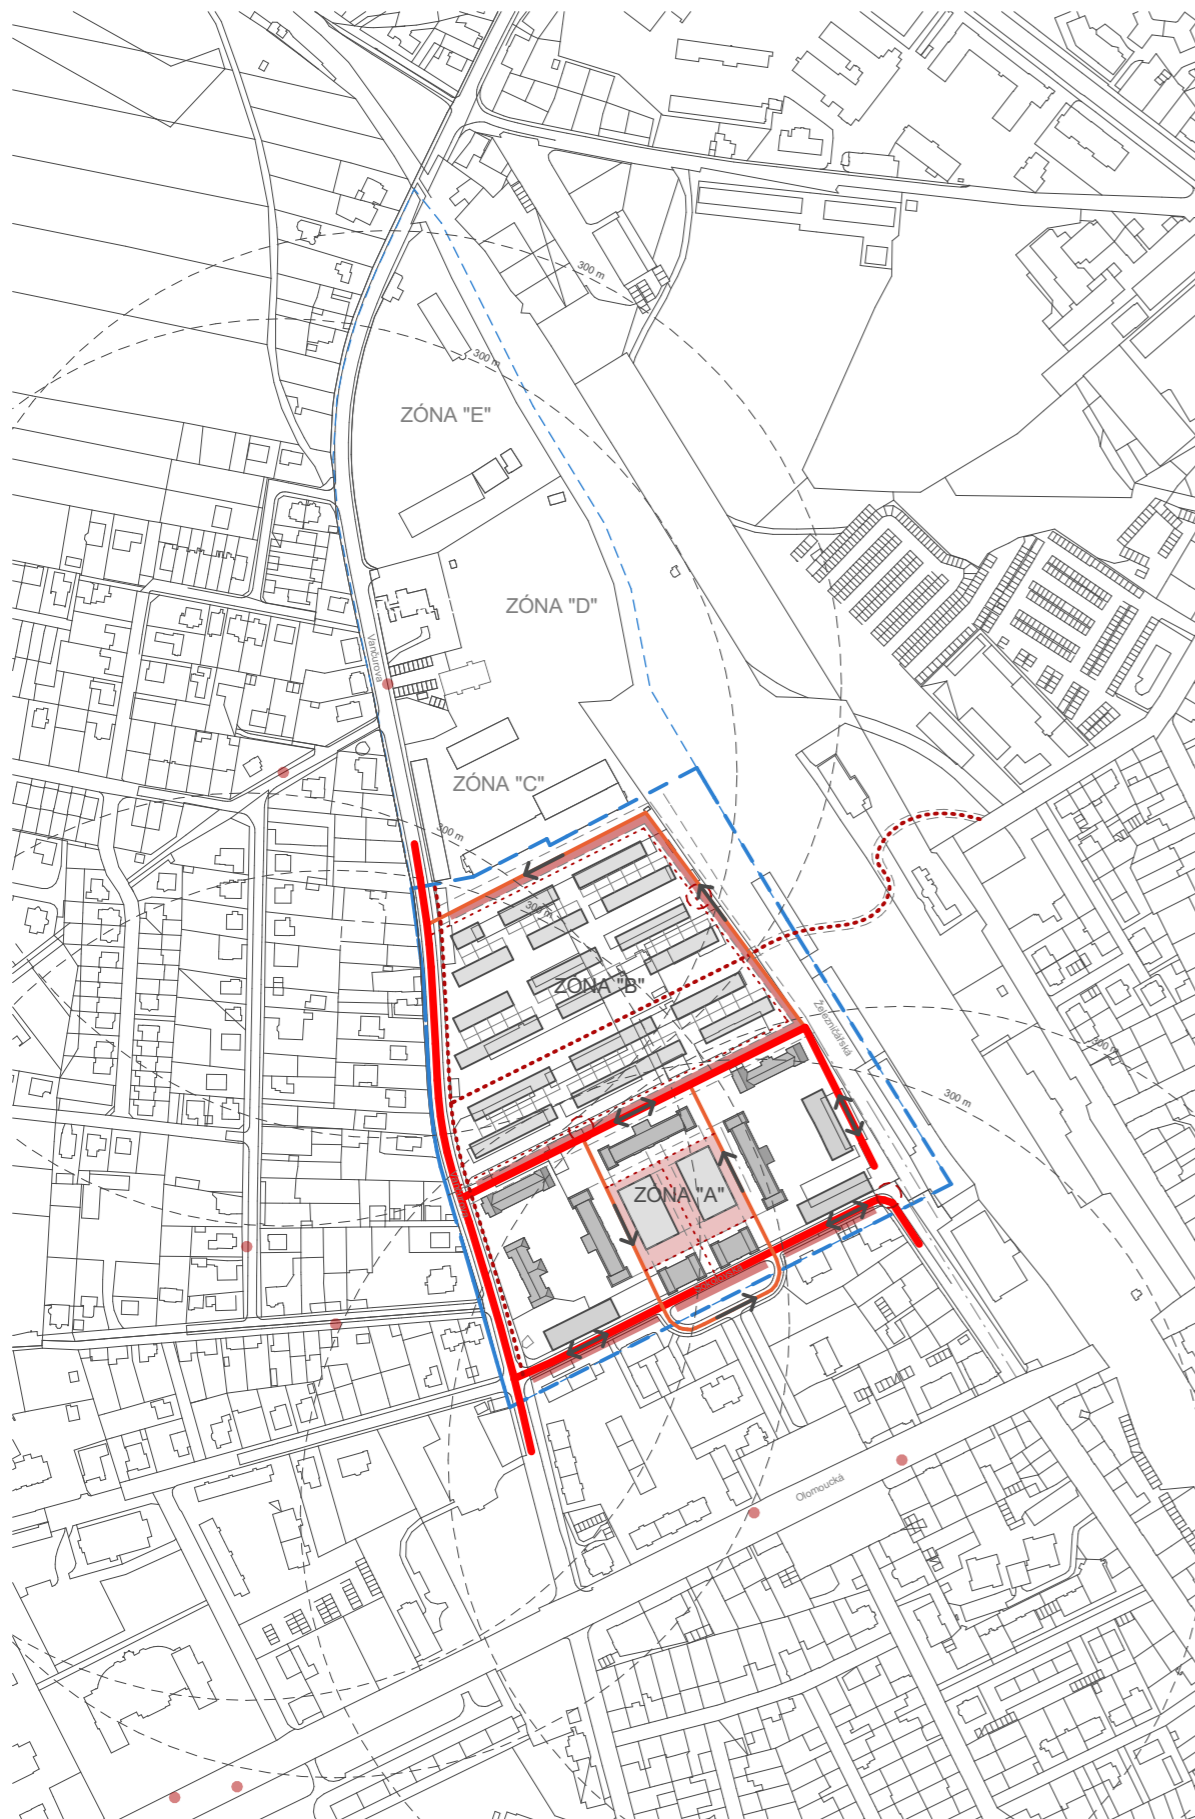 300 m
300 m
ZÓNA "E"
ZÓNA "D"
Vančurova
ZÓNA "C"
300 m
300 m
ZÓNA "B"
Železničářská
300 m
300 m
ZÓNA "A"
Olomoucká